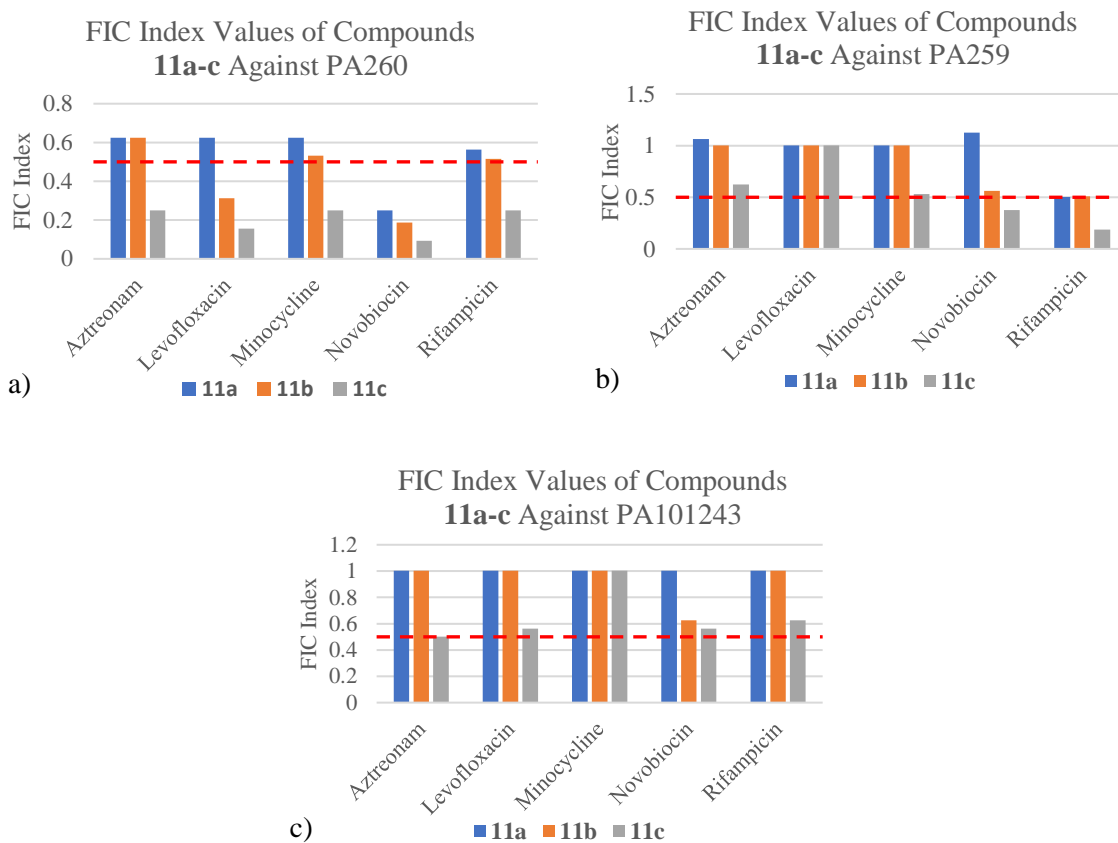 FIC Index Values of Compounds
11a-c Against PA260
FIC Index
0.8
0.6
0.4
0.2
0
Aztreonam
Levofloxacin
Minocycline
Novobiocin
Rifampicin
11a 11b 11c
a)
FIC Index Values of Compounds
11a-c Against PA259
FIC Index
1.5
1
0.5
0
Aztreonam
Levofloxacin
Minocycline
Novobiocin
Rifampicin
11a 11b 11c
b)
FIC Index Values of Compounds
11a-c Against PA101243
FIC Index
1.2
1
0.8
0.6
0.4
0.2
0
Aztreonam
Levofloxacin
Minocycline
Novobiocin
Rifampicin
11a 11b 11c
c)